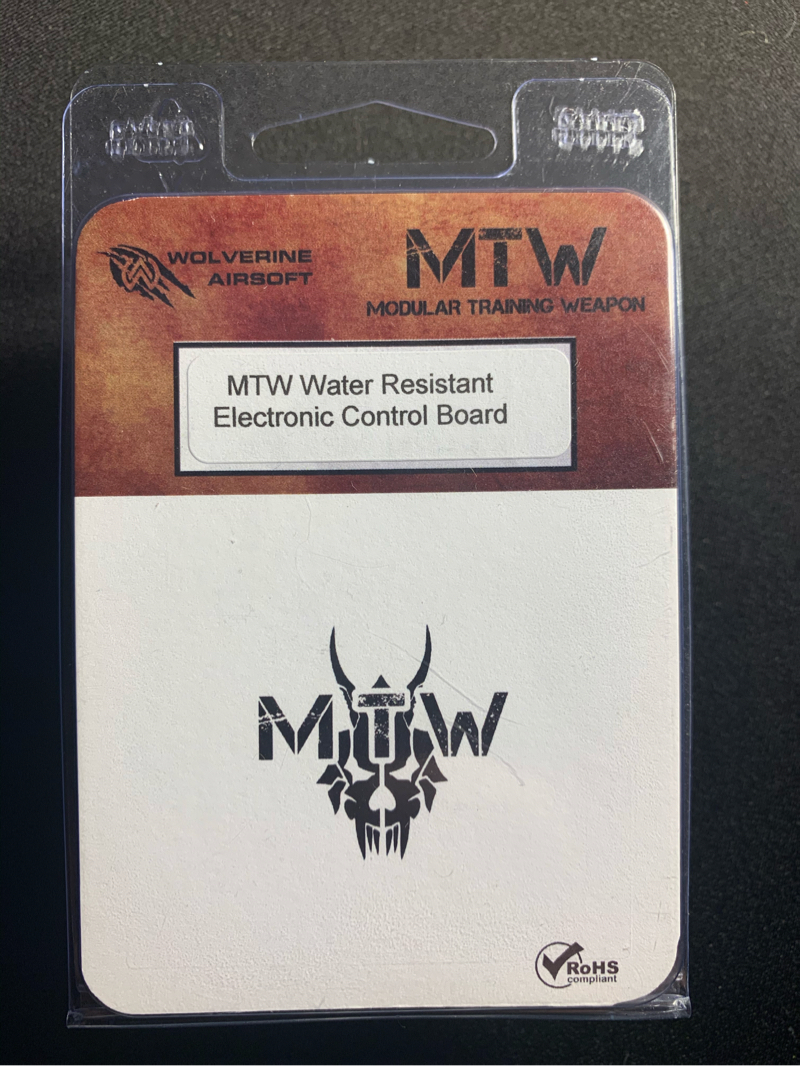 WOLVERINE
AIRSOFT
MTW
MODULAR TRAINING WEAPON
MTW Water Resistant
Electronic Control Board
MTW
RoHS
compliant